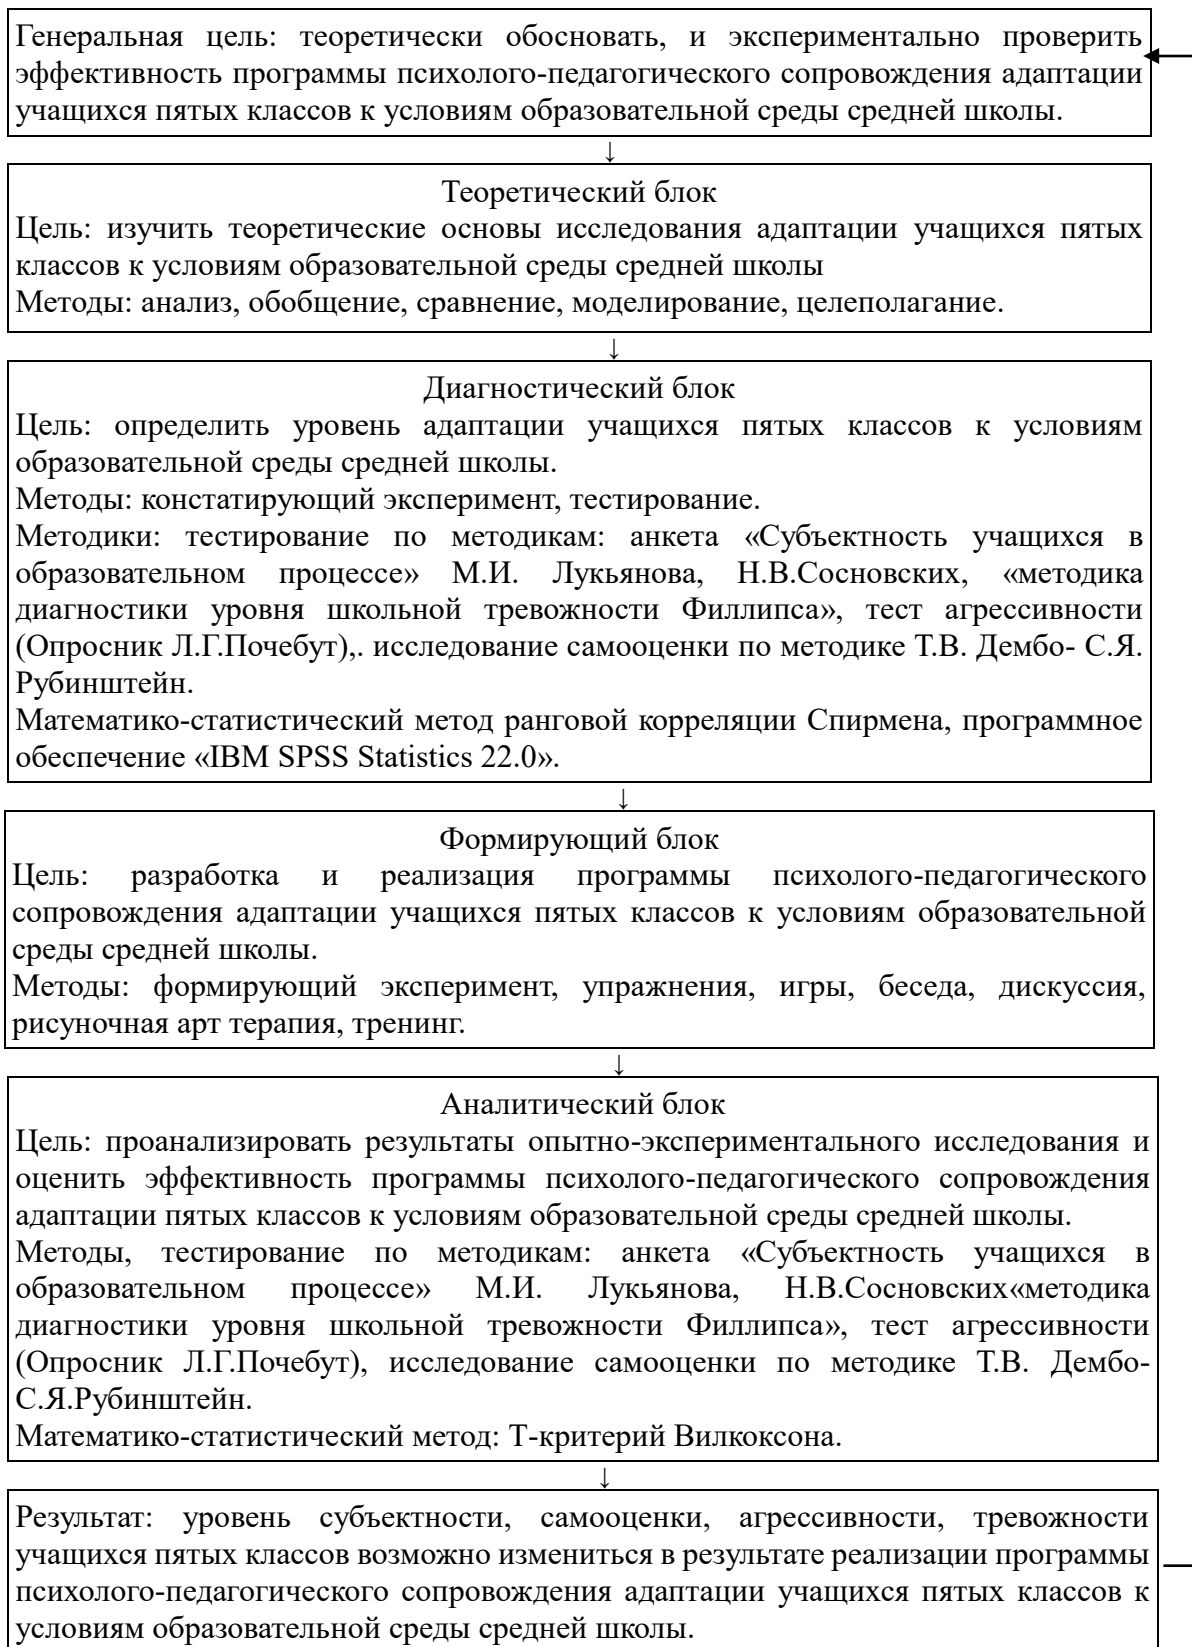 Генеральная цель: теоретически обосновать, и экспериментально проверить
эффективность программы психолого-педагогического сопровождения адаптации
учащихся пятых классов к условиям образовательной среды средней школы.
↓
Теоретический блок
Цель: изучить теоретические основы исследования адаптации учащихся пятых
классов к условиям образовательной среды средней школы
Методы: анализ, обобщение, сравнение, моделирование, целеполагание.
↓
Диагностический блок
Цель: определить уровень адаптации учащихся пятых классов к условиям
образовательной среды средней школы.
Методы: констатирующий эксперимент, тестирование.
Методики: тестирование по методикам: анкета «Субъектность учащихся в
образовательном процессе» М.И. Лукьянова, Н.В.Сосновских, «методика
диагностики уровня школьной тревожности Филлипса», тест агрессивности
(Опросник Л.Г.Почебут),. исследование самооценки по методике Т.В. Дембо- С.Я.
Рубинштейн.
Математико-статистический метод ранговой корреляции Спирмена, программное
обеспечение «IBM SPSS Statistics 22.0».
↓
Формирующий блок
Цель: разработка и реализация программы психолого-педагогического
сопровождения адаптации учащихся пятых классов к условиям образовательной
среды средней школы.
Методы: формирующий эксперимент, упражнения, игры, беседа, дискуссия,
рисуночная арт терапия, тренинг.
↓
Аналитический блок
Цель: проанализировать результаты опытно-экспериментального исследования и
оценить эффективность программы психолого-педагогического сопровождения
адаптации пятых классов к условиям образовательной среды средней школы.
Методы, тестирование по методикам: анкета «Субъектность учащихся в
образовательном процессе» М.И. Лукьянова, Н.В.Сосновских«методика
диагностики уровня школьной тревожности Филлипса», тест агрессивности
(Опросник Л.Г.Почебут), исследование самооценки по методике Т.В. Дембо-
С.Я.Рубинштейн.
Математико-статистический метод: Т-критерий Вилкоксона.
↓
Результат: уровень субъектности, самооценки, агрессивности, тревожности
учащихся пятых классов возможно измениться в результате реализации программы
психолого-педагогического сопровождения адаптации учащихся пятых классов к
условиям образовательной среды средней школы.